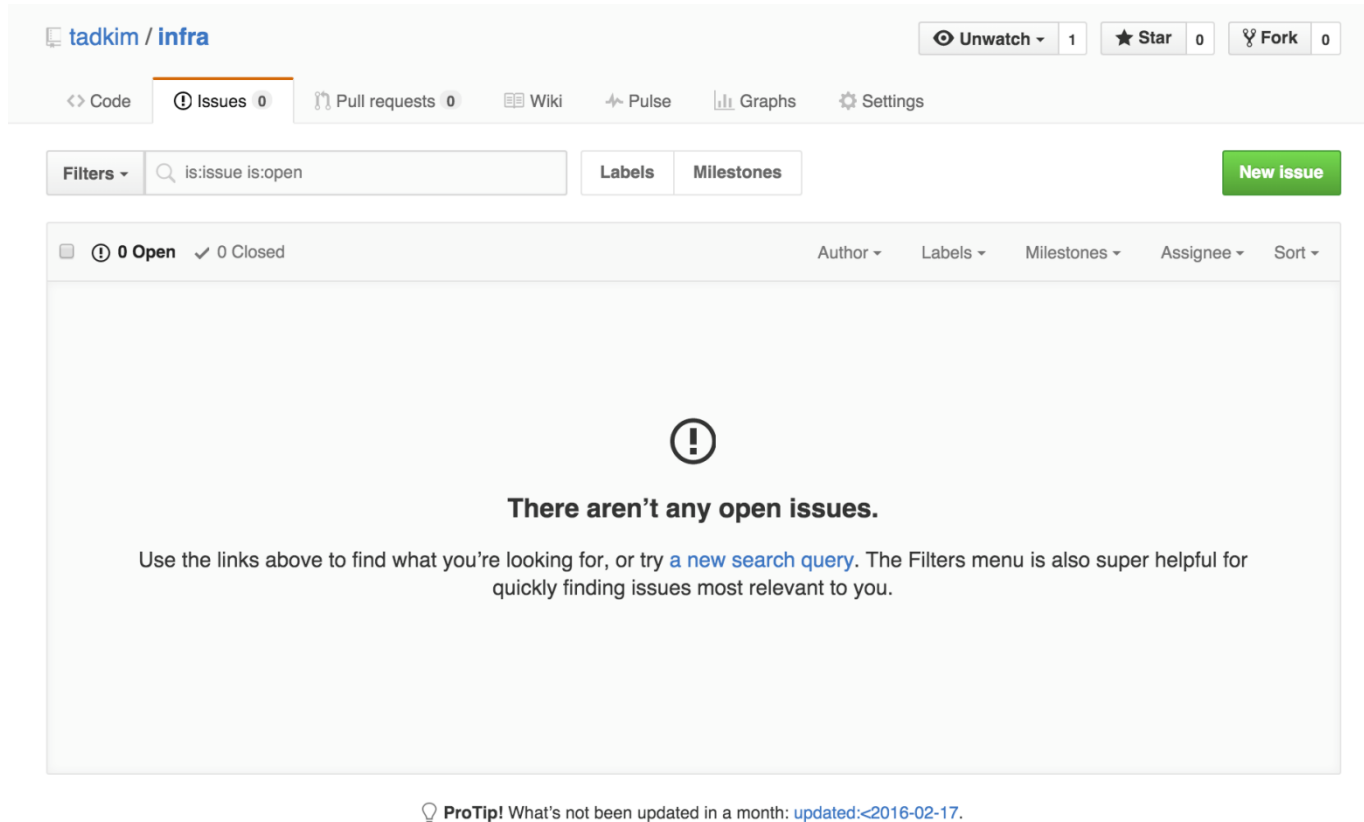 tadkim / infra
Unwatch 1 Star 0 Fork 0
Code Issues 0 Pull requests 0 Wiki Pulse Graphs Settings
Filters is:issue is:open Labels Milestones New issue
0 Open 0 Closed Author Labels Milestones Assignee Sort
There aren’t any open issues.
Use the links above to find what you’re looking for, or try a new search query. The Filters menu is also super helpful for
quickly finding issues most relevant to you.
ProTip! What’s not been updated in a month: updated:<2016-02-17.